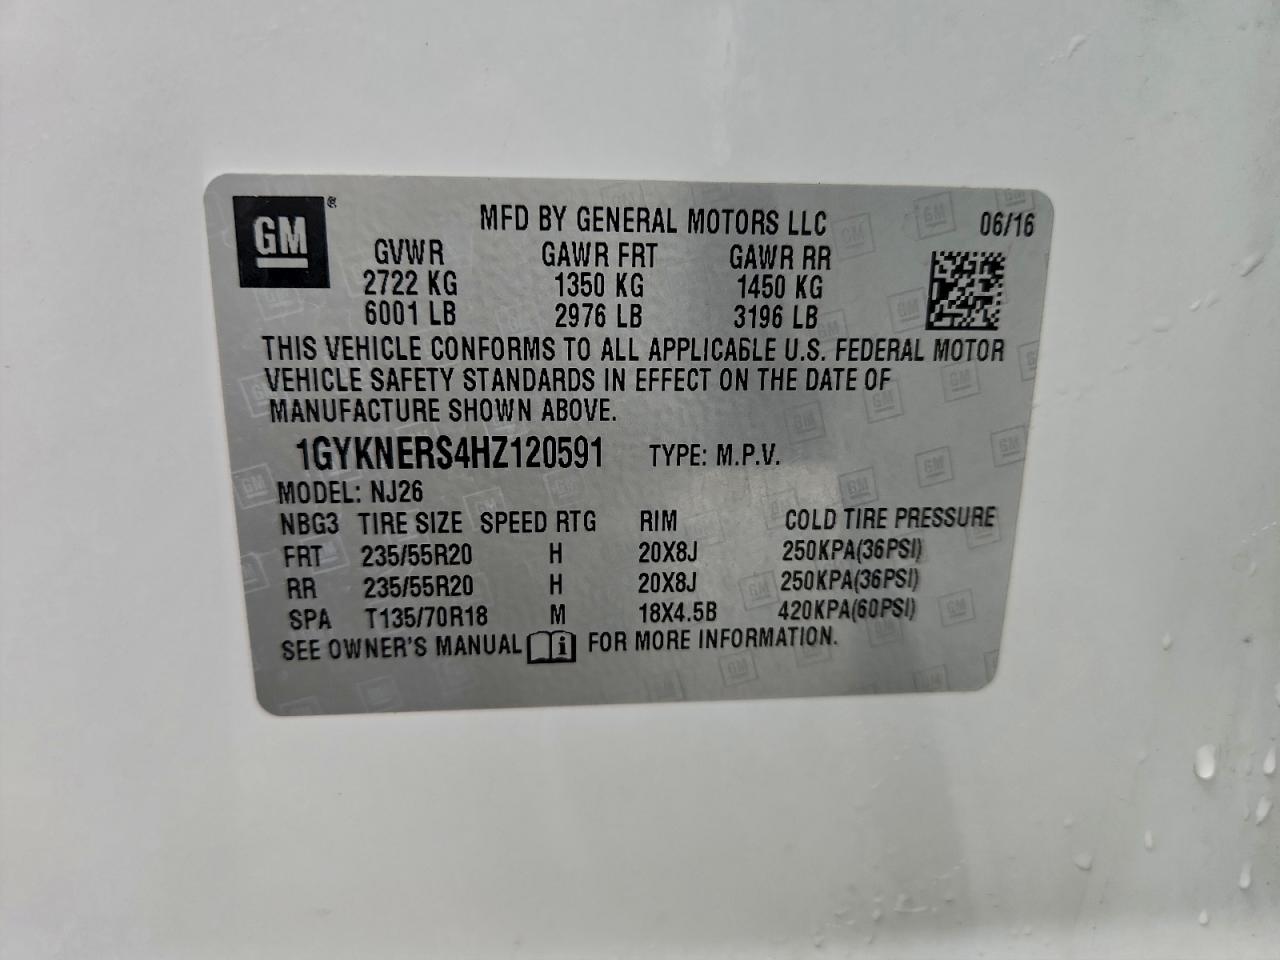 GM ®
MFD BY GENERAL MOTORS LLC 06/16
GVWR GAWR FRT GAWR RR
2722 KG 1350 KG 1450 KG
6001 LB 2976 LB 3196 LB
THIS VEHICLE CONFORMS TO ALL APPLICABLE U.S. FEDERAL MOTOR
VEHICLE SAFETY STANDARDS IN EFFECT ON THE DATE OF
MANUFACTURE SHOWN ABOVE.
1GYKNERS4HZ120591 TYPE: M.P.V.
MODEL: NJ26
NBG3 TIRE SIZE SPEED RTG RIM COLD TIRE PRESSURE
FRT 235/55R20 H 20X8J 250KPA(36PSI)
RR 235/55R20 H 20X8J 250KPA(36PSI)
SPA T135/70R18 M 18X4.5B 420KPA(60PSI)
SEE OWNER'S MANUAL FOR MORE INFORMATION.